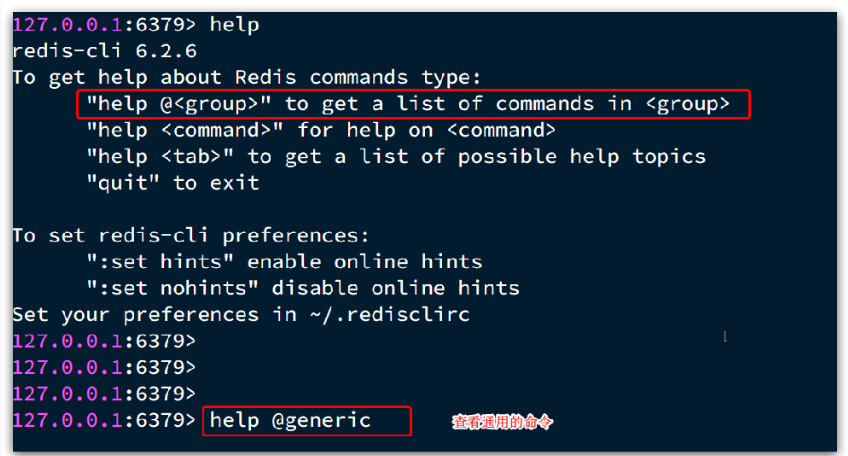 127.0.0.1:6379> help
redis-cli 6.2.6
To get help about Redis commands type:
"help @<group>" to get a list of commands in <group>
"help <command>" for help on <command>
"help <tab>" to get a list of possible help topics
"quit" to exit
To set redis-cli preferences:
":set hints" enable online hints
":set nohints" disable online hints
Set your preferences in ~/.redisclirc
127.0.0.1:6379>
127.0.0.1:6379>
127.0.0.1:6379>
127.0.0.1:6379> help @generic 查看通用的命令